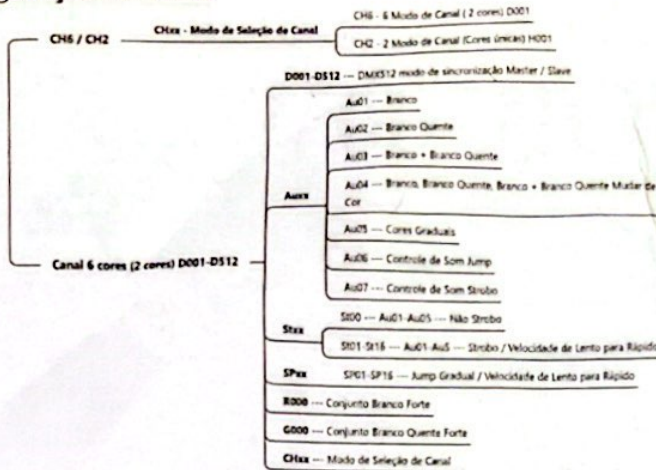 CH6 - 6 Modo de Canal ( 2 cores) D001
CH6 / CH2
CHxx - Modo de Seleção de Canal
CH2 - 2 Modo de Canal (Cores únicas) H001
D001-D512 --- DMX512 modo de sincronização Master / Slave
Au01 --- Branco
Au02 --- Branco Quente
Au03 --- Branco + Branco Quente
Auxx
Au04 --- Branco, Branco Quente, Branco + Branco Quente Mudar de
Cor
Au05 --- Cores Graduais
Au06 --- Controle de Som Jump
Au07 --- Controle de Som Strobo
Canal 6 cores (2 cores) D001-D512
St00 --- Au01-Au05 --- Não Strobo
Stxx
St01-St16 --- Au01-Au5 --- Strobo / Velocidade de Lento para Rápido
SPxx
SP01-SP16 --- Jump Gradual / Velocidade de Lento para Rápido
R000 --- Conjunto Branco Forte
G000 --- Conjunto Branco Quente Forte
CHxx --- Modo de Seleção de Canal